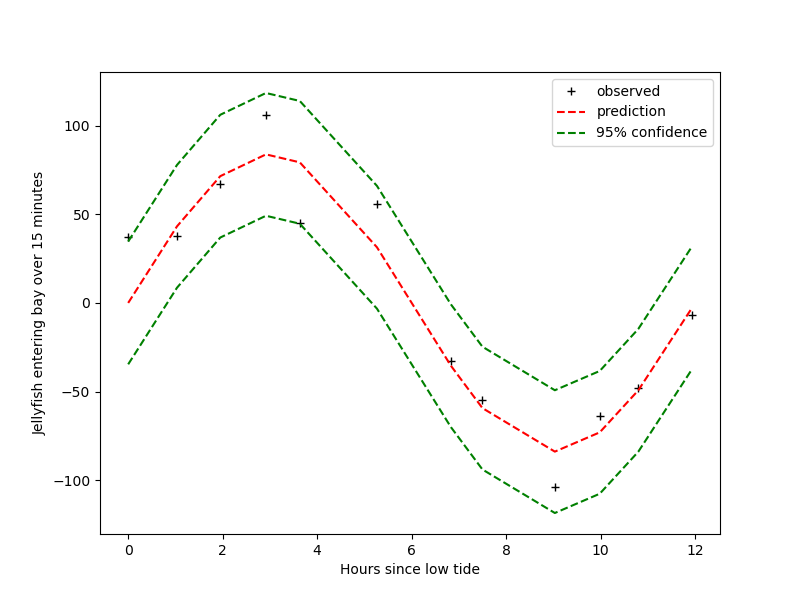 observed
prediction
95% confidence
100
50
0
−50
−100
Jellyfish entering bay over 15 minutes
0 2 4 6 8 10 12
Hours since low tide